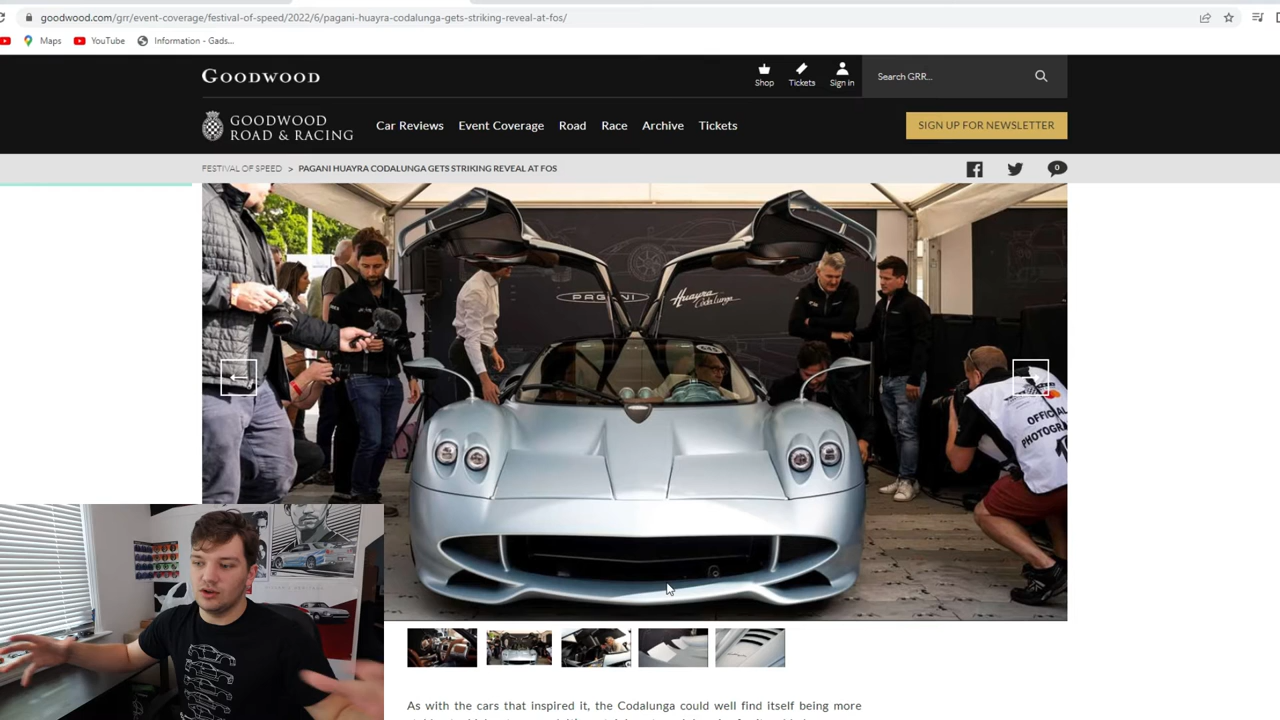 goodwood.com/grr/event-coverage/festival-of-speed/2022/6/pagani-huayra-codalunga-gets-striking-reveal-at-fos/
Maps YouTube Information - Gads...
GOODWOOD
Shop Tickets Sign in Search GRR...
GOODWOOD
ROAD & RACING
Car Reviews Event Coverage Road Race Archive Tickets SIGN UP FOR NEWSLETTER
FESTIVAL OF SPEED > PAGANI HUAYRA CODALUNGA GETS STRIKING REVEAL AT FOS 0
PAGANI Huayra Codalunga
OFFICIAL
As with the cars that inspired it, the Codalunga could well find itself being more